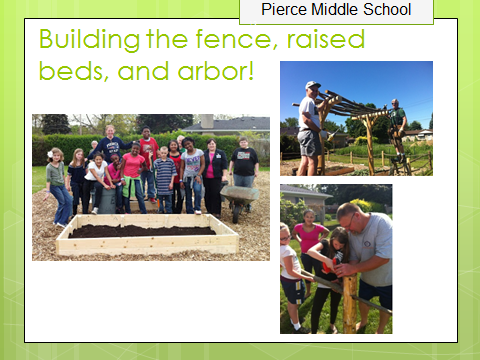 Pierce Middle School
Building the fence, raised
beds, and arbor!